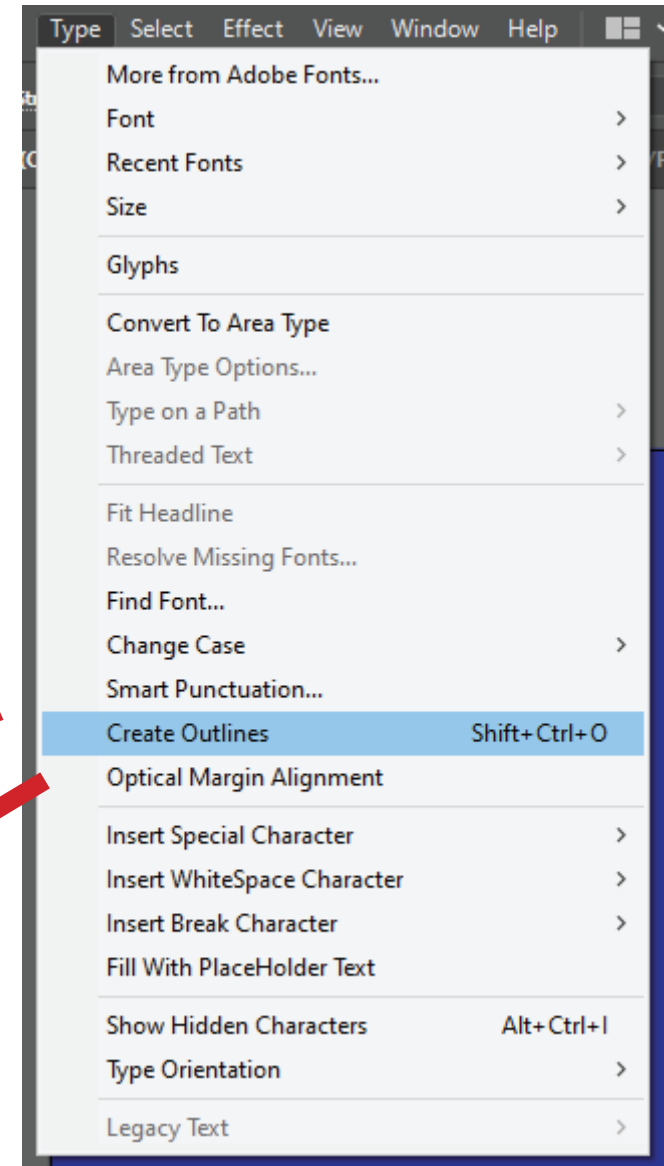 Type Select Effect View Window Help
More from Adobe Fonts...
Font
Recent Fonts
Size
Glyphs
Convert To Area Type
Area Type Options...
Type on a Path
Threaded Text
Fit Headline
Resolve Missing Fonts...
Find Font...
Change Case
Smart Punctuation...
Create Outlines Shift+Ctrl+O
Optical Margin Alignment
Insert Special Character
Insert WhiteSpace Character
Insert Break Character
Fill With PlaceHolder Text
Show Hidden Characters Alt+Ctrl+I
Type Orientation
Legacy Text